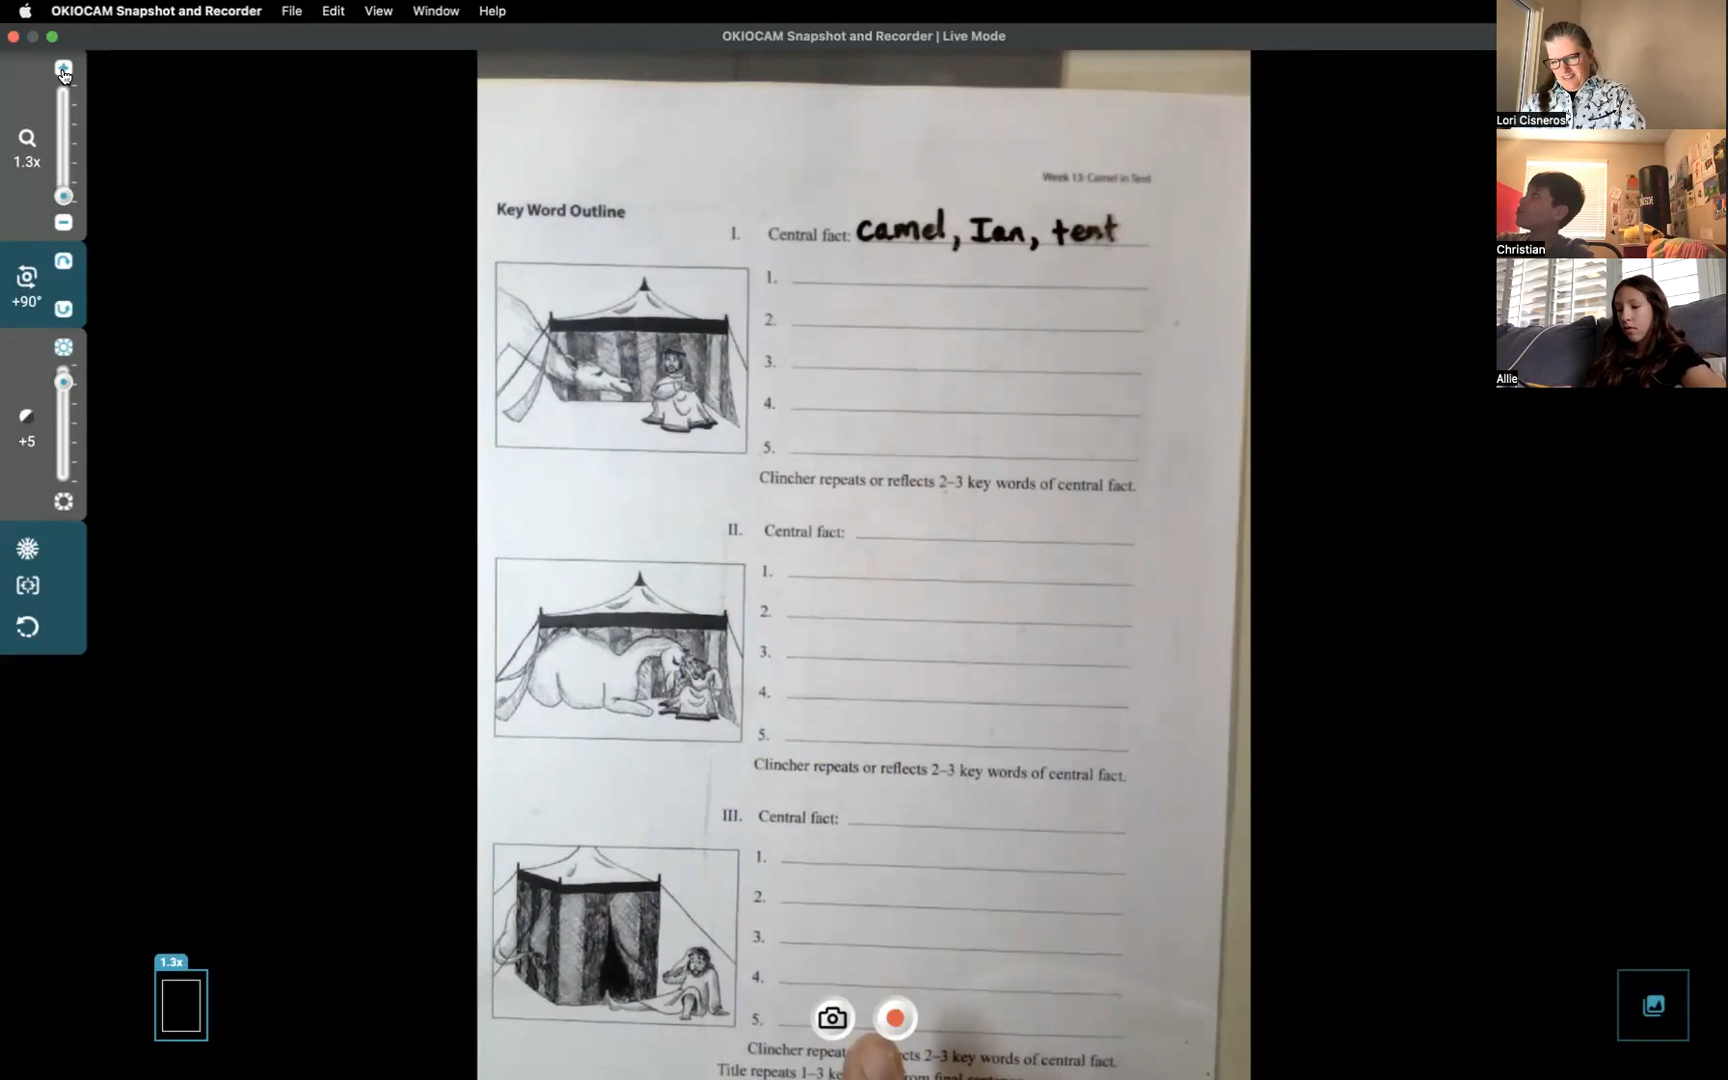 OKIOCAM Snapshot and Recorder File Edit View Window Help
OKIOCAM Snapshot and Recorder | Live Mode
1.3x
+90°
+5
1.3x
Week 13: Camel in Tent
Key Word Outline
I. Central fact: camel, Ian, tent
1.
2.
3.
4.
5.
Clincher repeats or reflects 2–3 key words of central fact.
II. Central fact:
1.
2.
3.
4.
5.
Clincher repeats or reflects 2–3 key words of central fact.
III. Central fact:
1.
2.
3.
4.
5.
Clincher 2–3 key words of central fact.
Title repeats 1–3 final
Lori Cisneros
Christian
Allie